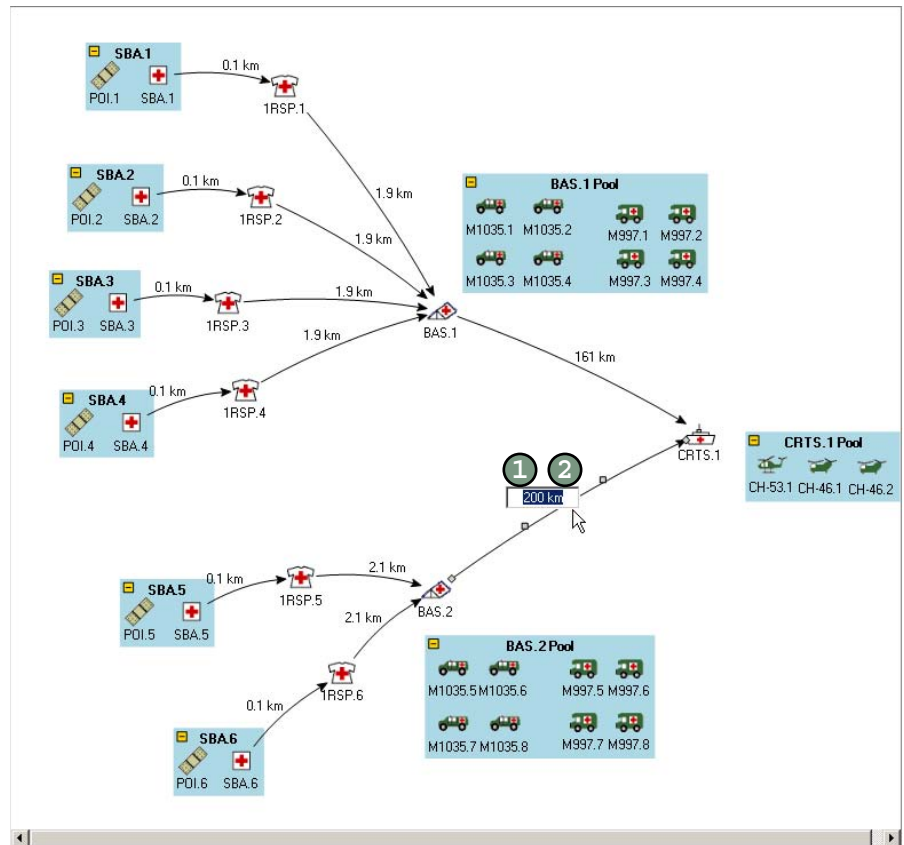 SBA.1
POI.1 SBA.1
0.1 km
1RSP.1
1.9 km
SBA.2
POI.2 SBA.2
0.1 km
1RSP.2
1.9 km
BAS.1 Pool
M1035.1 M1035.2 M997.1 M997.2
M1035.3 M1035.4 M997.3 M997.4
SBA.3
POI.3 SBA.3
0.1 km
1RSP.3
1.9 km
BAS.1
SBA.4
POI.4 SBA.4
0.1 km
1RSP.4
1.9 km
161 km
CRTS.1
CRTS.1 Pool
CH-53.1 CH-46.1 CH-46.2
1 2
200 km
SBA.5
POI.5 SBA.5
0.1 km
1RSP.5
2.1 km
BAS.2
2.1 km
1RSP.6
0.1 km
SBA.6
POI.6 SBA.6
BAS.2 Pool
M1035.5 M1035.6 M997.5 M997.6
M1035.7 M1035.8 M997.7 M997.8